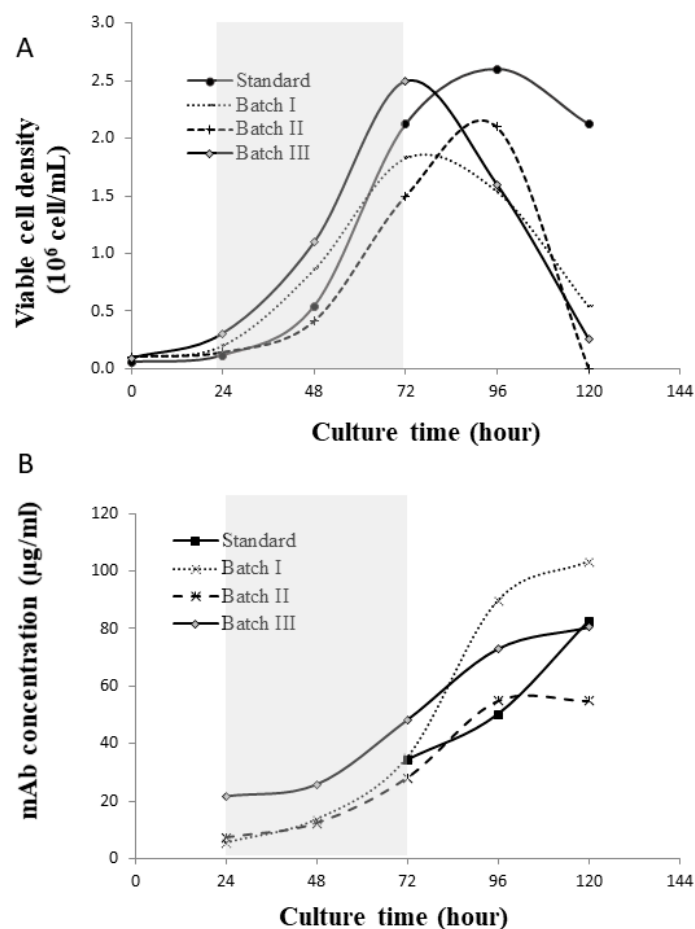 A
3.0
2.5
2.0
1.5
1.0
0.5
0.0
Viable cell density
(10⁶ cell/mL)
Standard
Batch I
Batch II
Batch III
0 24 48 72 96 120 144
Culture time (hour)
B
120
100
80
60
40
20
0
mAb concentration (µg/ml)
Standard
Batch I
Batch II
Batch III
0 24 48 72 96 120 144
Culture time (hour)